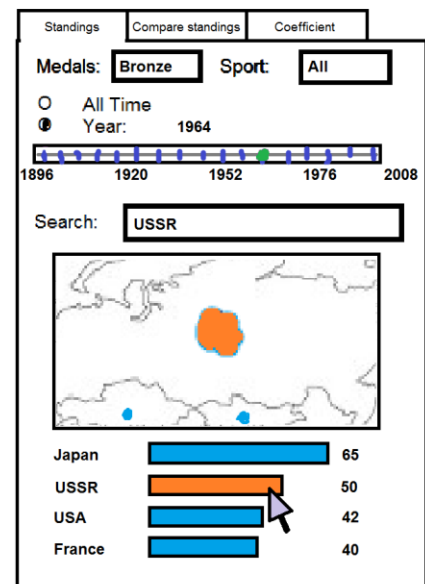 Standings Compare standings Coefficient
Medals: Bronze Sport: All
All Time
Year: 1964
1896 1920 1952 1976 2008
Search: USSR
Japan 65
USSR 50
USA 42
France 40